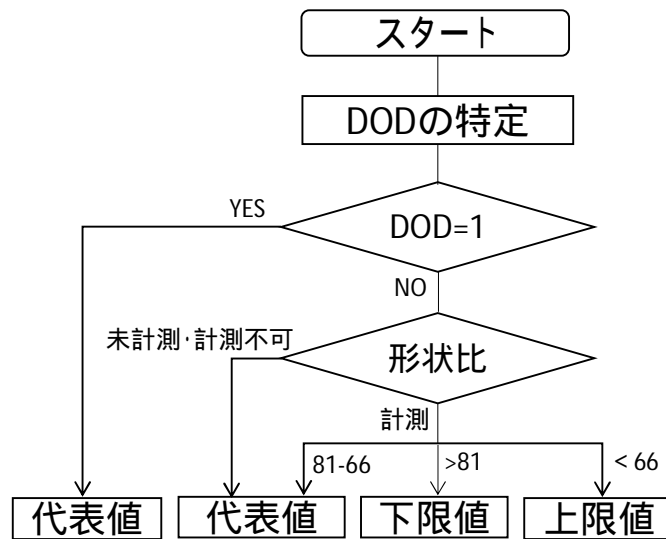 スタート
DODの特定
YES
DOD=1
NO
未計測・計測不可
形状比
計測
81-66
>81
< 66
代表値
代表値
下限値
上限値